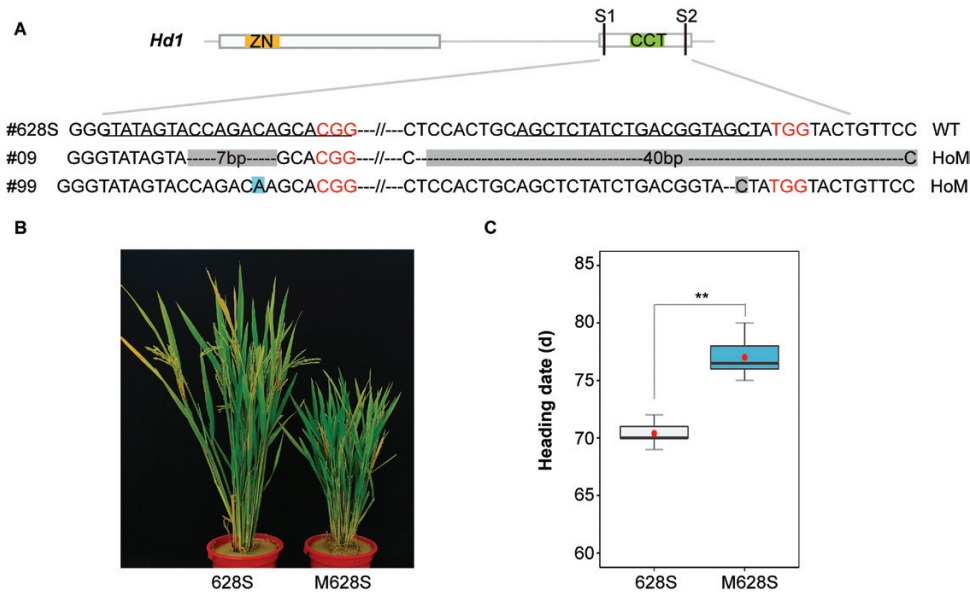 A
S1 S2
Hd1 ZN CCT
#628S GGGTATAGTACCAGACAGCACGG---//---CTCCACTGCAGCTCTATCTGACGGTAGCTATGGTACTGTTCC WT
#09 GGGTATAGTA-----7bp-----GCACGG---//---C---------------------------40bp---------------------------C HoM
#99 GGGTATAGTACCAGACAAGCACGG---//---CTCCACTGCAGCTCTATCTGACGGTA--CTATGGTACTGTTCC HoM
B
628S M628S
C
Heading date (d)
85
80
75
70
65
60
**
628S M628S